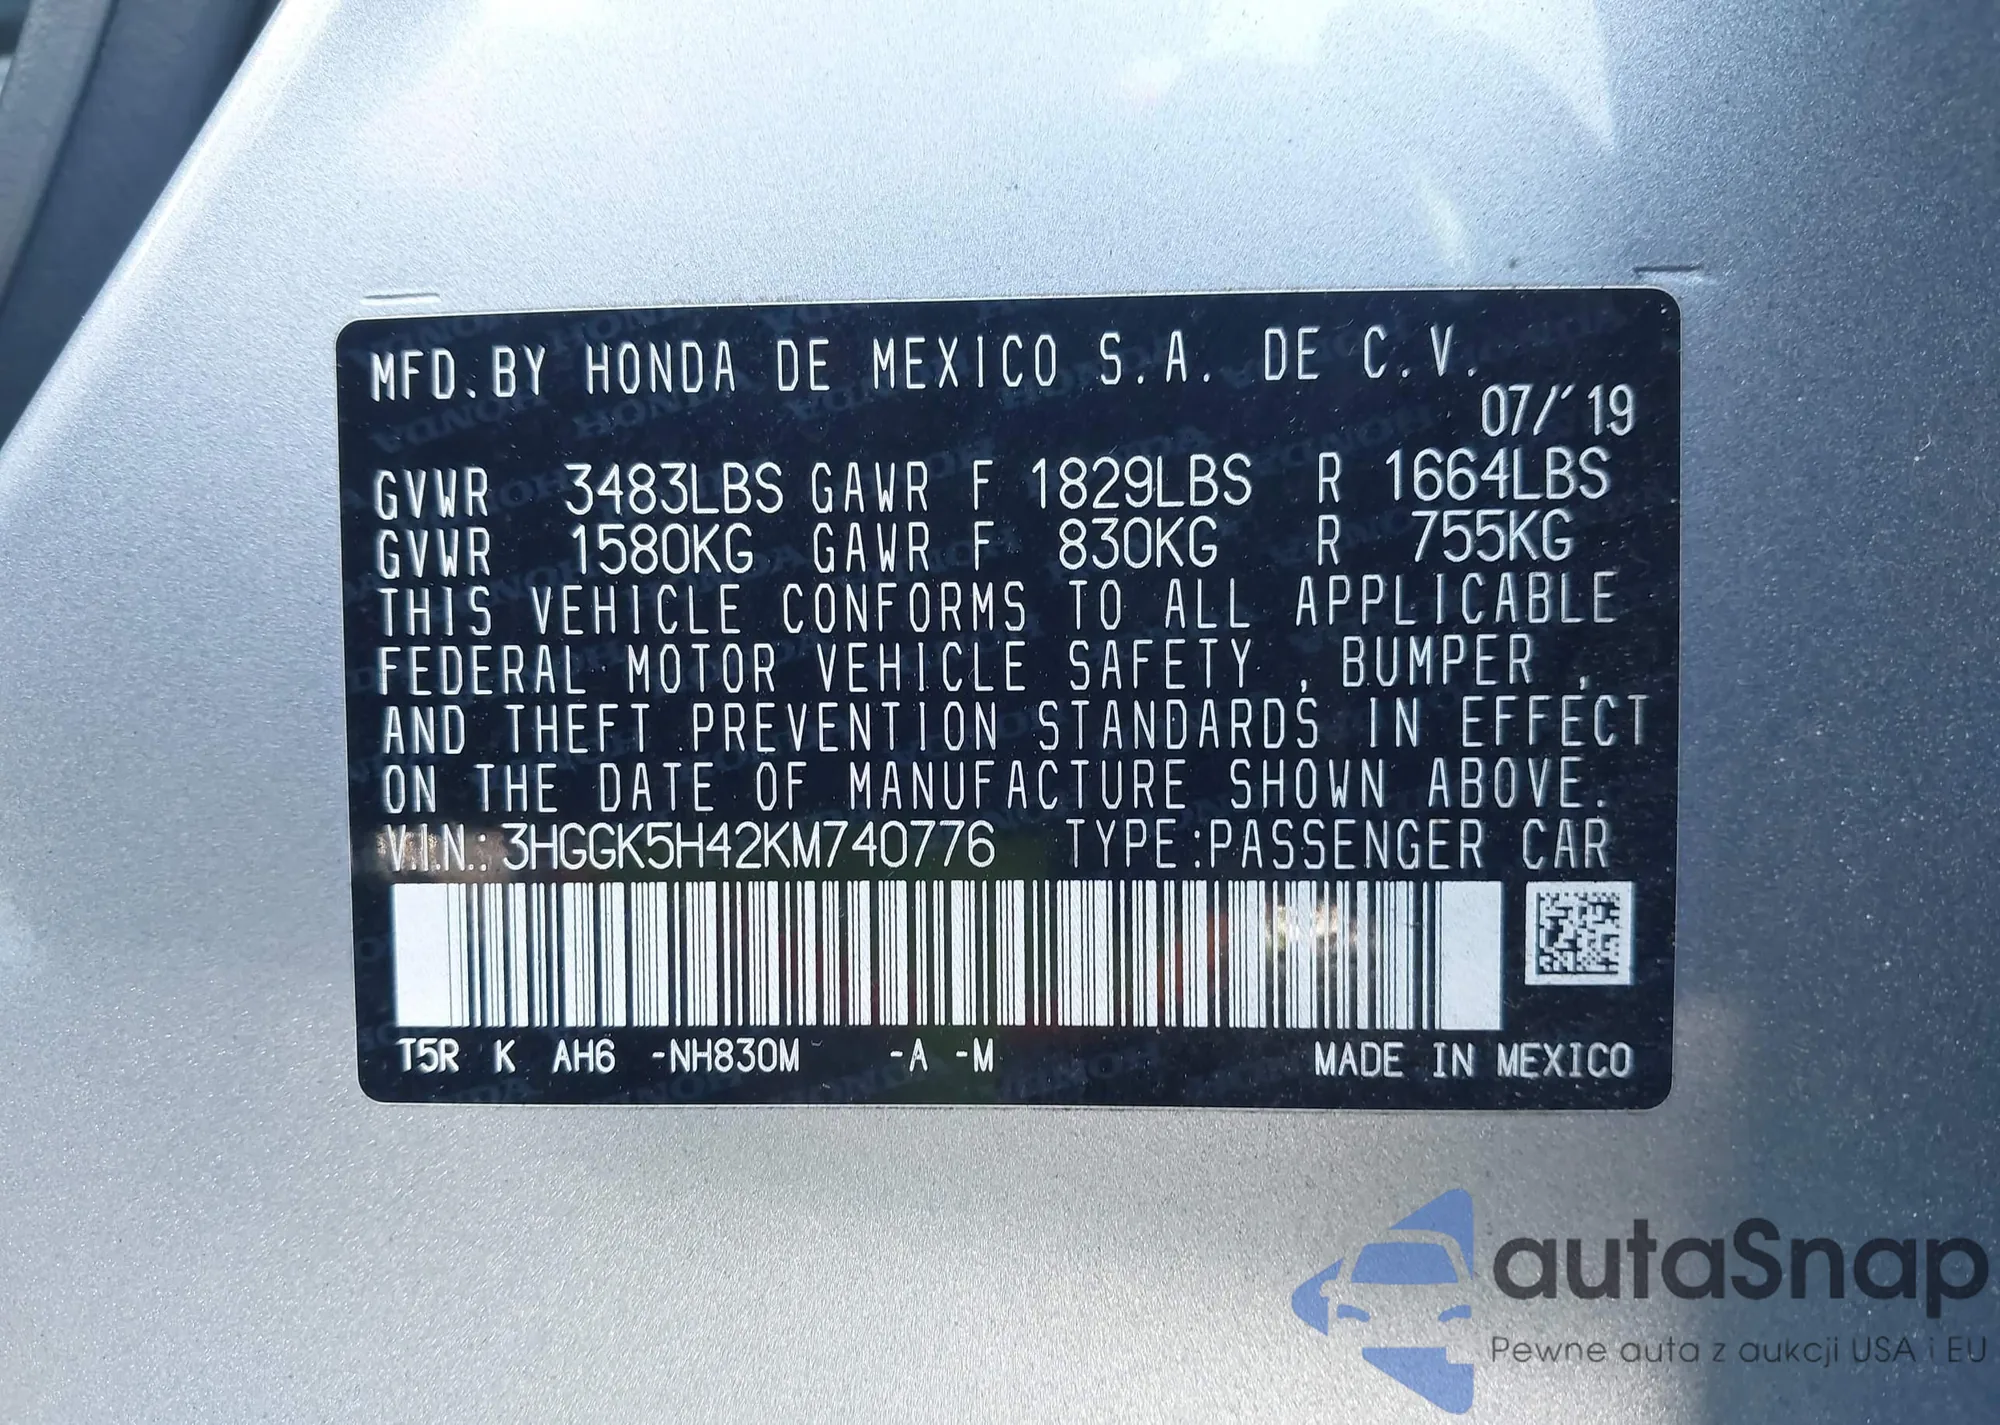 MFD.BY HONDA DE MEXICO S.A. DE C.V.
07/'19
GVWR 3483LBS GAWR F 1829LBS R 1664LBS
GVWR 1580KG GAWR F 830KG R 755KG
THIS VEHICLE CONFORMS TO ALL APPLICABLE
FEDERAL MOTOR VEHICLE SAFETY , BUMPER ,
AND THEFT PREVENTION STANDARDS IN EFFECT
ON THE DATE OF MANUFACTURE SHOWN ABOVE.
V.I.N.: 3HGGK5H42KM740776 TYPE:PASSENGER CAR
T5R K AH6 -NH830M -A -M MADE IN MEXICO
autaSnap
Pewne auta z aukcji USA i EU